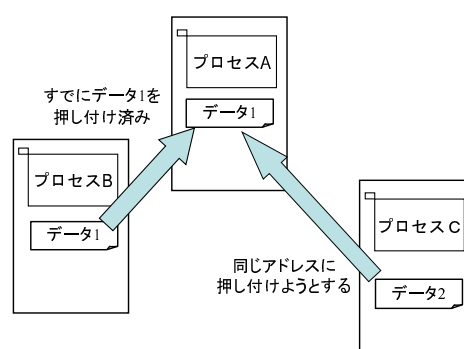 プロセスA
データ1
すでにデータ1を
押し付け済み
プロセスB
データ1
プロセスC
データ2
同じアドレスに
押し付けようとする